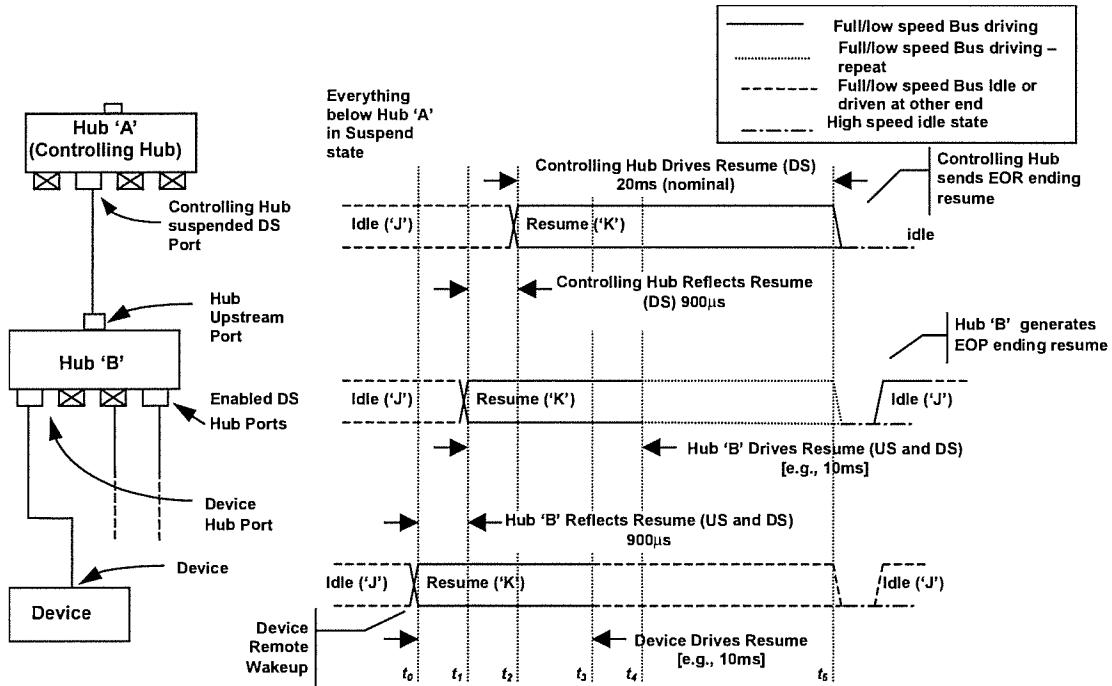 Full/low speed Bus driving
Full/low speed Bus driving –
repeat
Full/low speed Bus Idle or
driven at other end
High speed idle state
Everything
below Hub 'A'
in Suspend
state
Hub 'A'
(Controlling Hub)
Controlling Hub
suspended DS
Port
Controlling Hub Drives Resume (DS)
20ms (nominal)
Controlling Hub
sends EOR ending
resume
Idle ('J')
Resume ('K')
idle
Controlling Hub Reflects Resume
(DS) 900µs
Hub
Upstream
Port
Hub 'B'
Hub 'B' generates
EOP ending resume
Enabled DS
Hub Ports
Idle ('J')
Resume ('K')
Idle ('J')
Hub 'B' Drives Resume (US and DS)
[e.g., 10ms]
Device
Hub Port
Hub 'B' Reflects Resume (US and DS)
900µs
Device
Idle ('J')
Resume ('K')
Idle ('J')
Device
Device
Remote
Wakeup
Device Drives Resume
[e.g., 10ms]
t0 t1 t2 t3 t4 t5